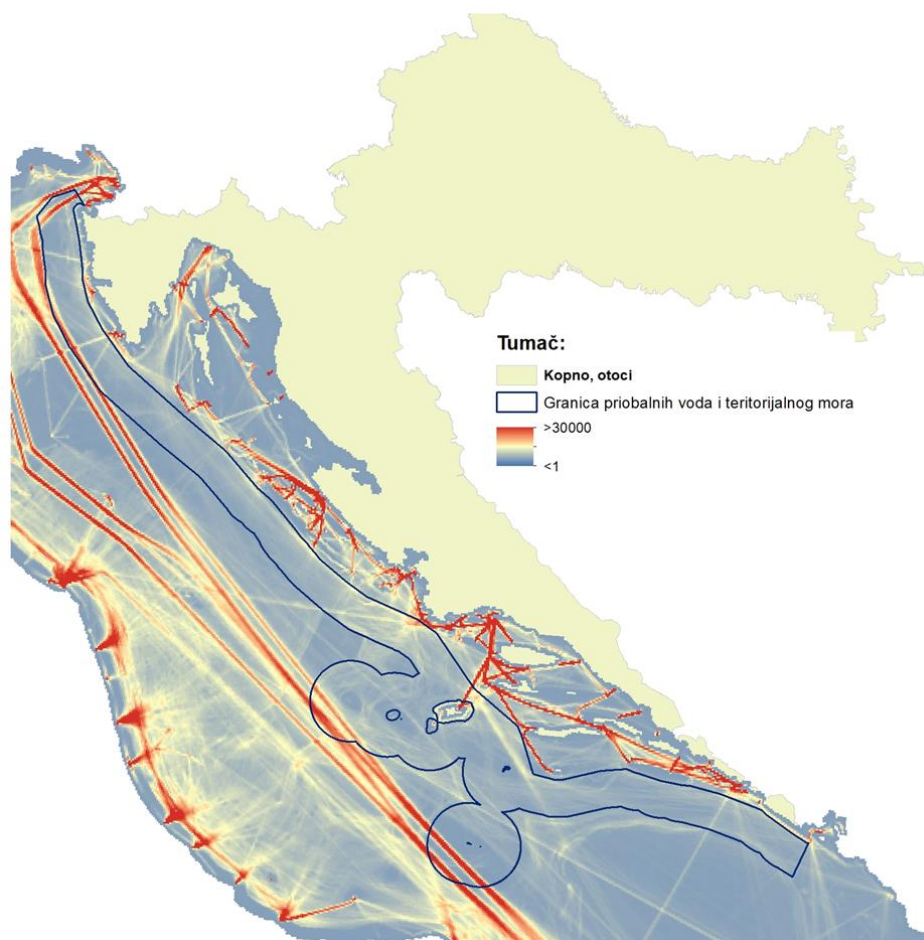 Tumač:
Kopno, otoci
Granica priobalnih voda i teritorijalnog mora
>30000
<1